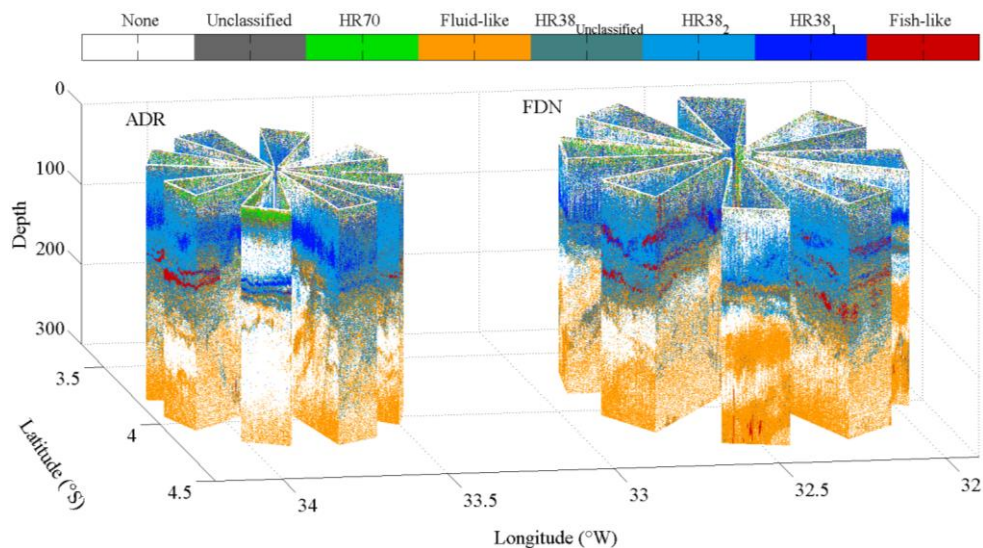 None Unclassified HR70 Fluid-like HR38Unclassified HR382 HR381 Fish-like
ADR FDN
0
100
200
300
Depth
3.5
4
4.5
Latitude (°S)
34 33.5 33 32.5 32
Longitude (°W)